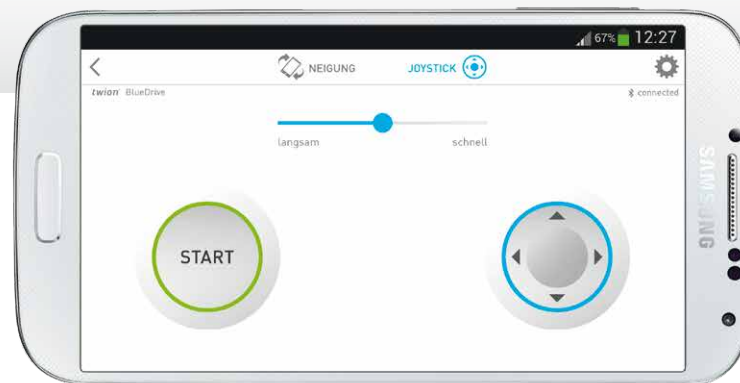 67% 12:27
NEIGUNG JOYSTICK
twion BlueDrive connected
langsam schnell
START
SAMSUNG